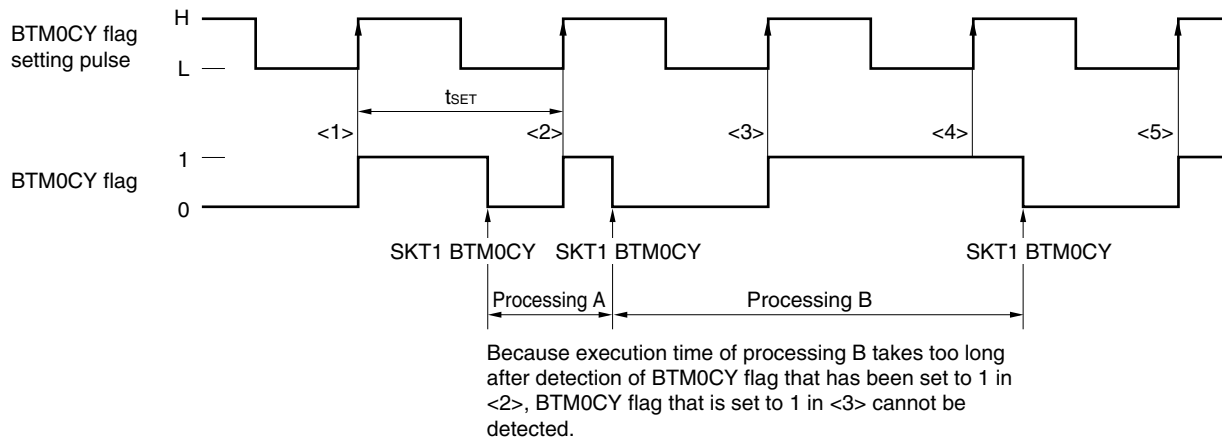 BTM0CY flag
setting pulse
H
L
tSET
<1>
<2>
<3>
<4>
<5>
BTM0CY flag
1
0
SKT1 BTM0CY
SKT1 BTM0CY
SKT1 BTM0CY
Processing A
Processing B
Because execution time of processing B takes too long
after detection of BTM0CY flag that has been set to 1 in
<2>, BTM0CY flag that is set to 1 in <3> cannot be
detected.